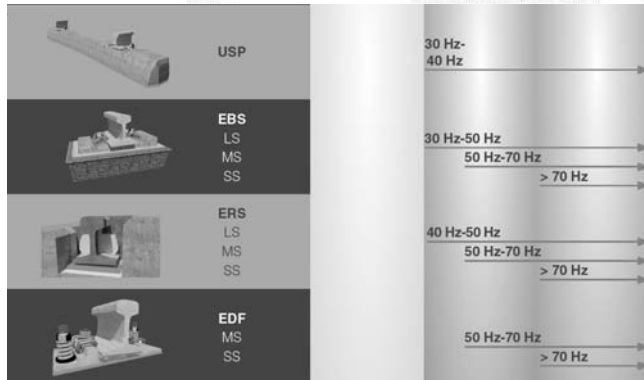 USP
30 Hz-
40 Hz
EBS
LS
30 Hz-50 Hz
MS
50 Hz-70 Hz
SS
> 70 Hz
ERS
LS
40 Hz-50 Hz
MS
50 Hz-70 Hz
SS
> 70 Hz
EDF
MS
50 Hz-70 Hz
SS
> 70 Hz